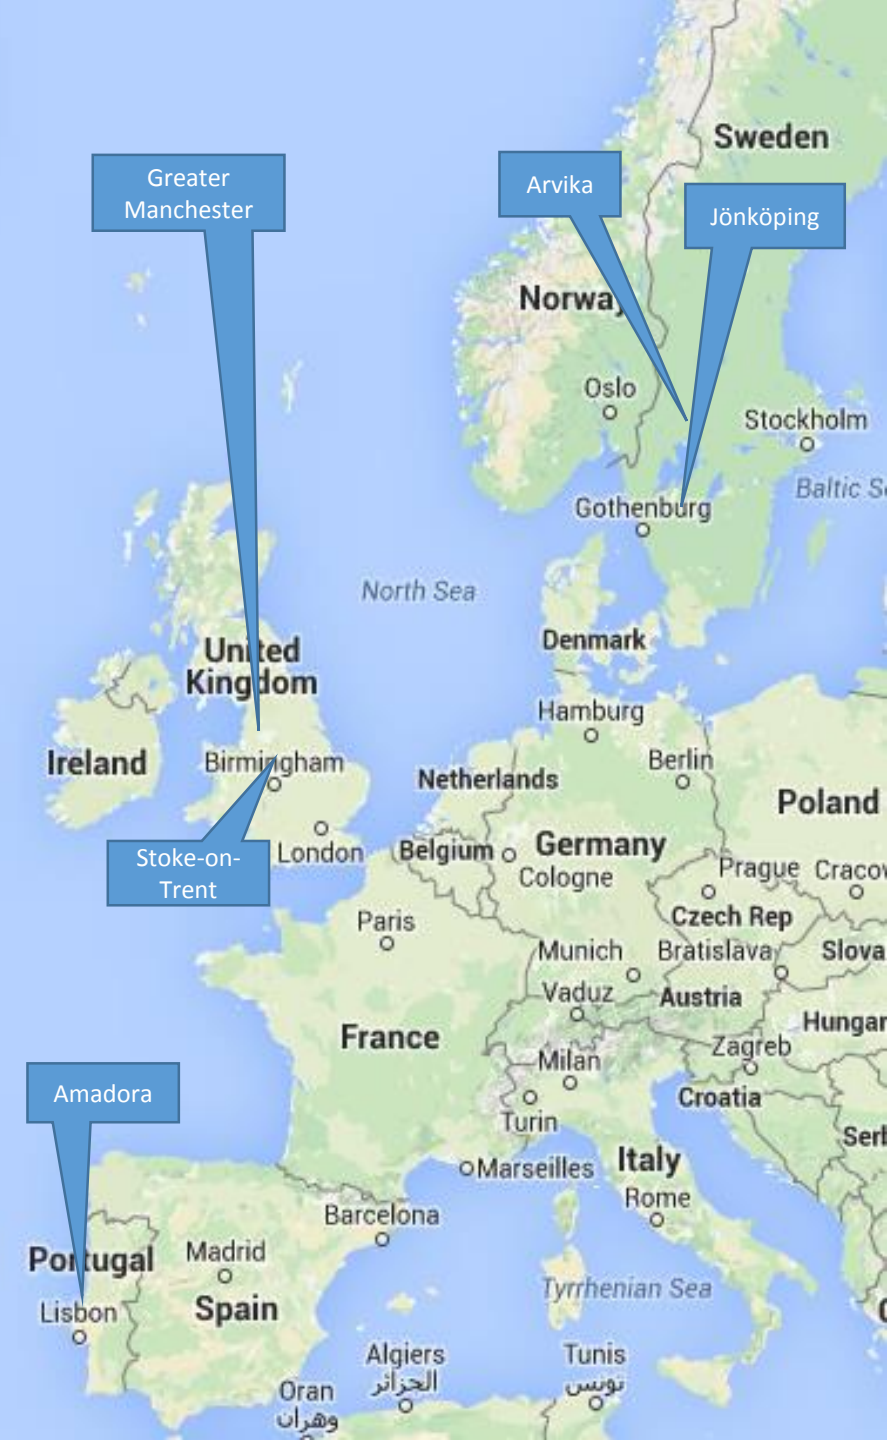 Sweden
Greater
Manchester
Arvika
Jönköping
Norway
Oslo
Stockholm
Baltic Se
Gothenburg
North Sea
United
Kingdom
Denmark
Hamburg
Ireland
Birmingham
Netherlands
Berlin
Poland
Stoke-on-
Trent
London
Belgium
Germany
Cologne
Prague
Cracov
Paris
Czech Rep
Munich
Bratislava
Slova
Vaduz
Austria
France
Hungar
Zagreb
Milan
Amadora
Turin
Croatia
Serb
Marseilles
Italy
Barcelona
Rome
Portugal
Madrid
Tyrrhenian Sea
Lisbon
Spain
Algiers
الجزائر
Tunis
تونس
Oran
وهران